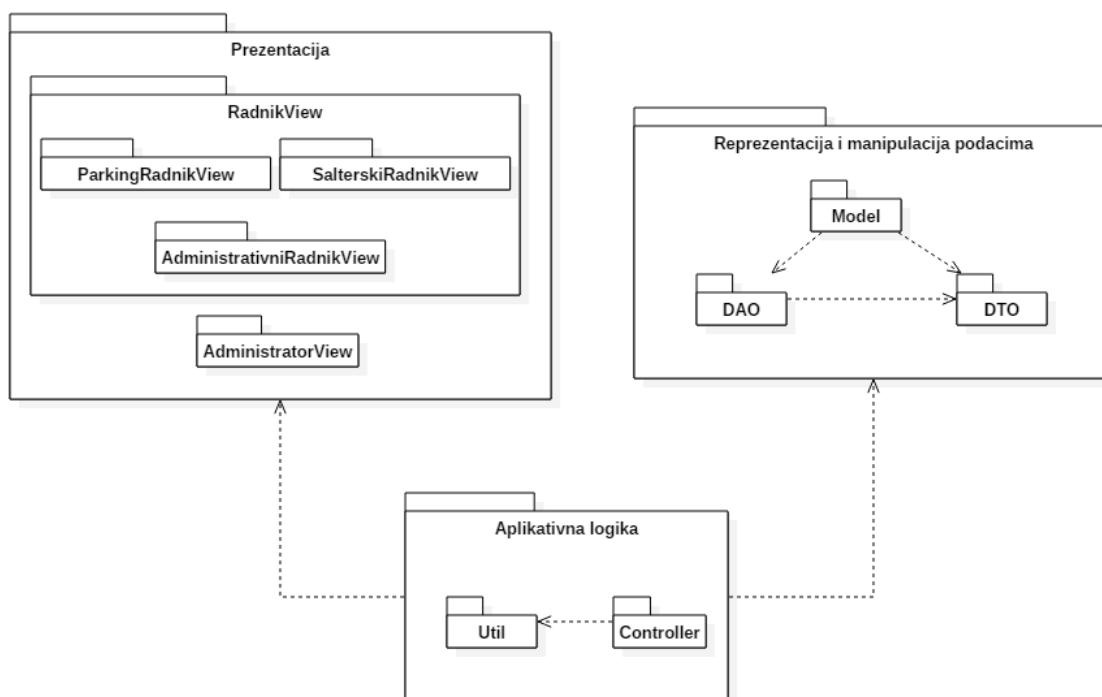 Prezentacija
RadnikView
ParkingRadnikView
SalterskiRadnikView
AdministrativniRadnikView
AdministratorView
Reprezentacija i manipulacija podacima
Model
DAO
DTO
Aplikativna logika
Util
Controller